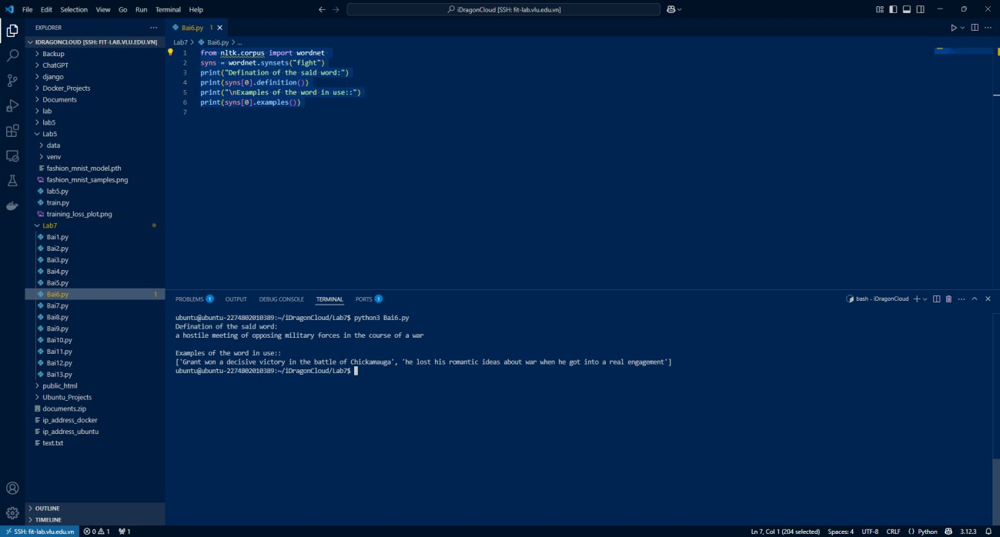 File Edit Selection View Go Run Terminal Help
iDragonCloud [SSH: fit-lab.vlu.edu.vn]
EXPLORER
IDRAGONCLOUD [SSH: FIT-LAB.VLU.EDU.VN]
Backup
ChatGPT
django
Docker_Projects
Documents
lab
lab5
Lab5
data
venv
fashion_mnist_model.pth
fashion_mnist_samples.png
lab5.py
train.py
training_loss_plot.png
Lab7
Bai1.py
Bai2.py
Bai3.py
Bai4.py
Bai5.py
Bai6.py 1
Bai7.py
Bai8.py
Bai9.py
Bai10.py
Bai11.py
Bai12.py
Bai13.py
public_html
Ubuntu_Projects
documents.zip
ip_address_docker
ip_address_ubuntu
text.txt
OUTLINE
TIMELINE
Bai6.py 1
Lab7 > Bai6.py > ...
1 from nltk.corpus import wordnet
2 syns = wordnet.synsets("fight")
3 print("Defination of the said word:")
4 print(syns[0].definition())
5 print("\nExamples of the word in use::")
6 print(syns[0].examples())
7
PROBLEMS 1 OUTPUT DEBUG CONSOLE TERMINAL PORTS 1
bash - iDragonCloud
ubuntu@ubuntu-2274802010389:~/iDragonCloud/Lab7$ python3 Bai6.py
Defination of the said word:
a hostile meeting of opposing military forces in the course of a war
Examples of the word in use::
['Grant won a decisive victory in the battle of Chickamauga', 'he lost his romantic ideas about war when he got into a real engagement']
ubuntu@ubuntu-2274802010389:~/iDragonCloud/Lab7$
SSH: fit-lab.vlu.edu.vn 0 1 1
Ln 7, Col 1 (204 selected) Spaces: 4 UTF-8 CRLF {} Python 3.12.3